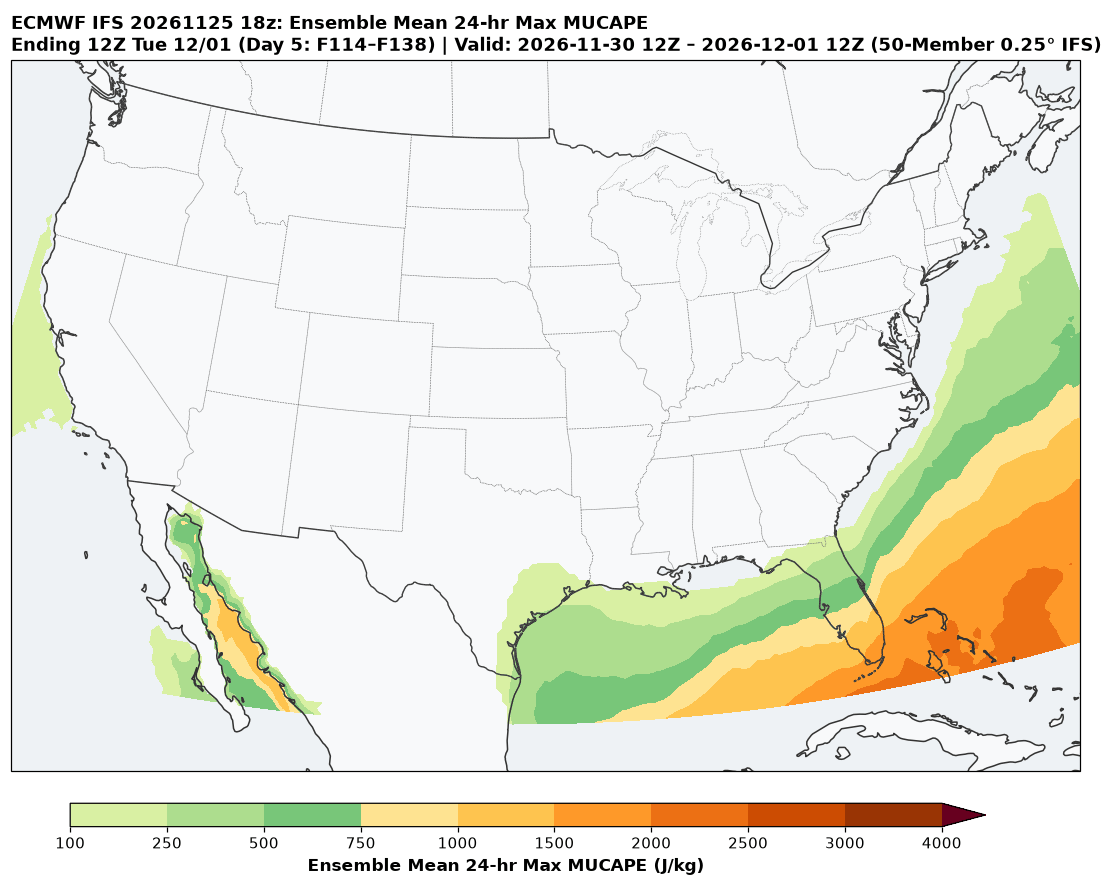 ECMWF IFS 20261125 18z: Ensemble Mean 24-hr Max MUCAPE
Ending 12Z Tue 12/01 (Day 5: F114–F138) | Valid: 2026-11-30 12Z – 2026-12-01 12Z (50-Member 0.25° IFS)
100 250 500 750 1000 1500 2000 2500 3000 4000
Ensemble Mean 24-hr Max MUCAPE (J/kg)